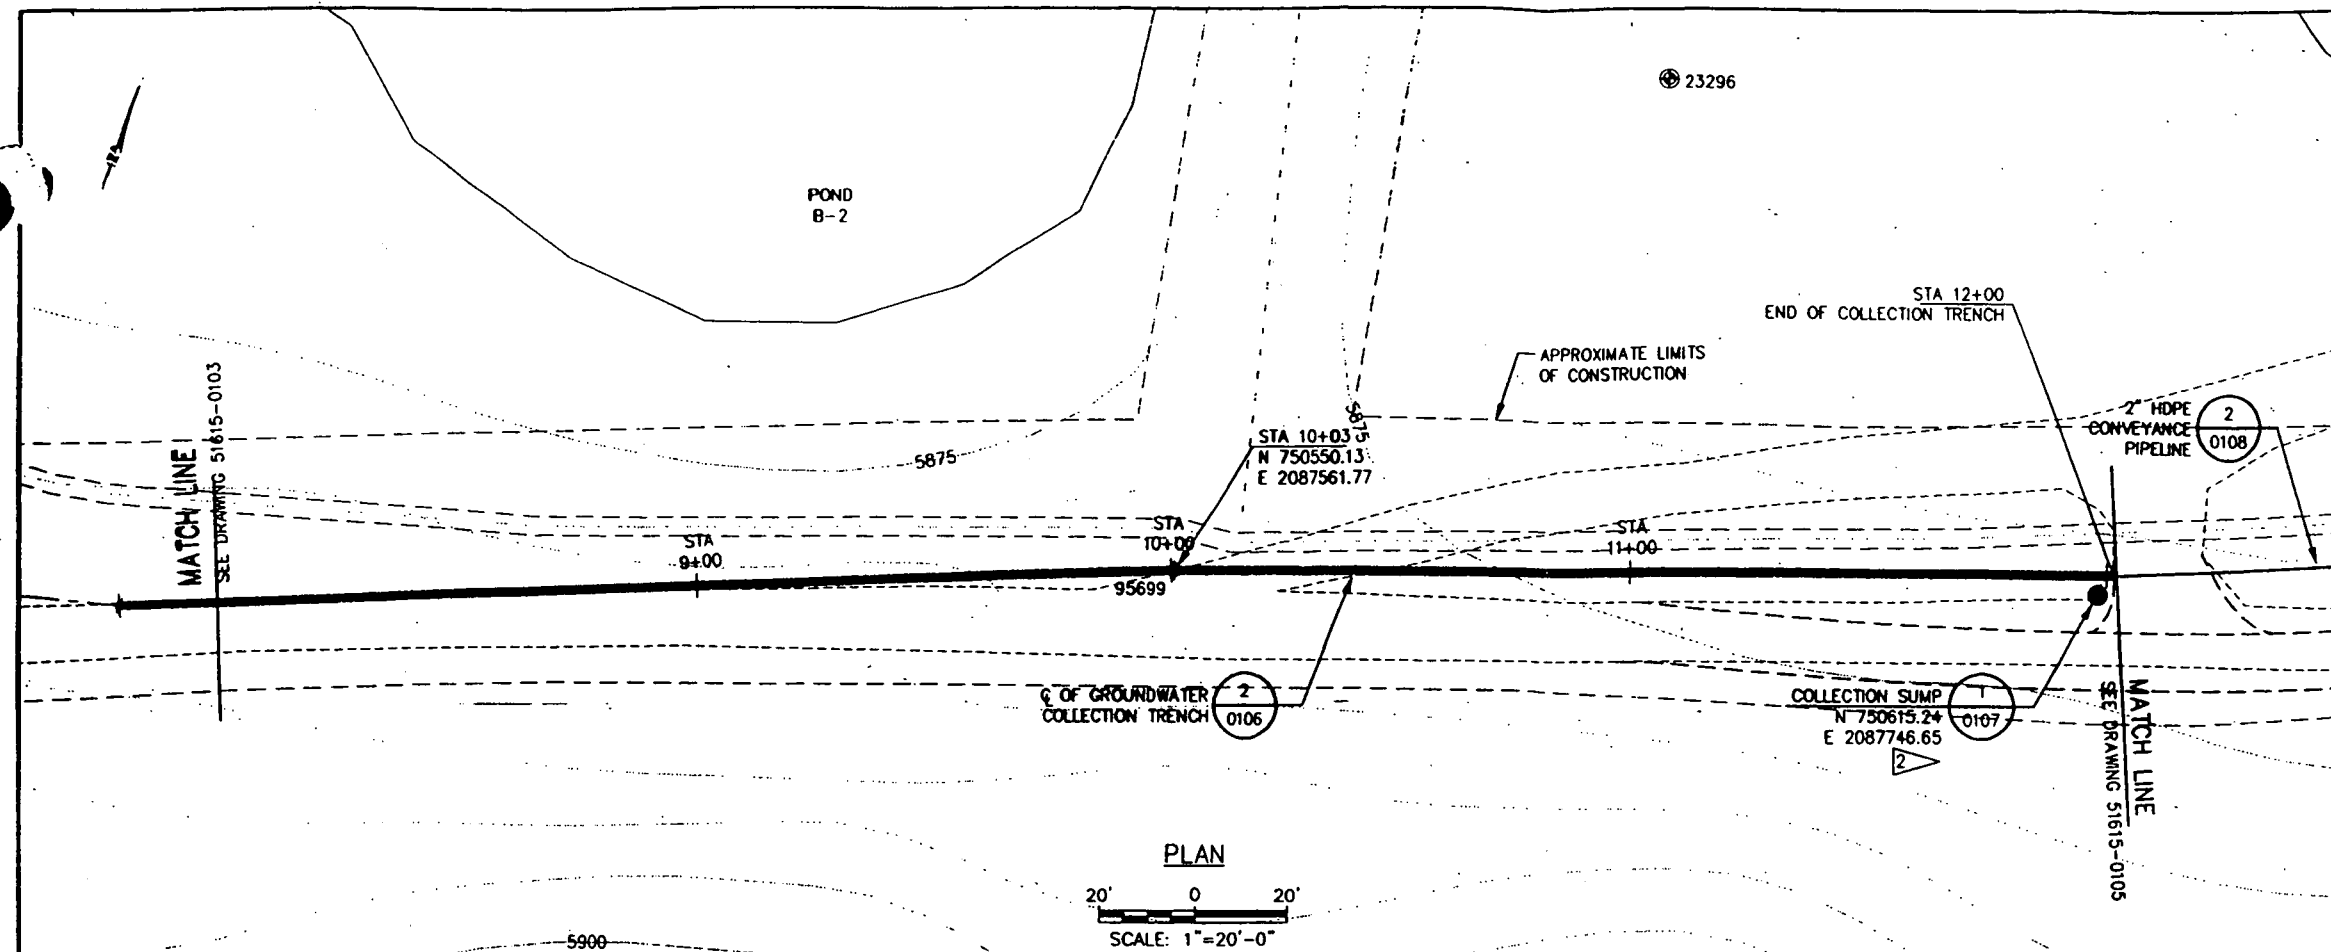 23296
POND
B-2
STA 12+00
END OF COLLECTION TRENCH
APPROXIMATE LIMITS
OF CONSTRUCTION
MATCH LINE
SEE DRAWING 51615-0103
5875
5875
STA 10+03
N 750550.13
E 2087561.77
2" HDPE
CONVEYANCE
PIPELINE
2
0108
STA
9+00
STA
10+00
STA
11+00
95699
℄ OF GROUNDWATER
COLLECTION TRENCH
2
0106
COLLECTION SUMP
N 750615.24
E 2087746.65
1
0107
2
MATCH LINE
SEE DRAWING 51615-0105
PLAN
20' 0 20'
SCALE: 1"=20'-0"
5900